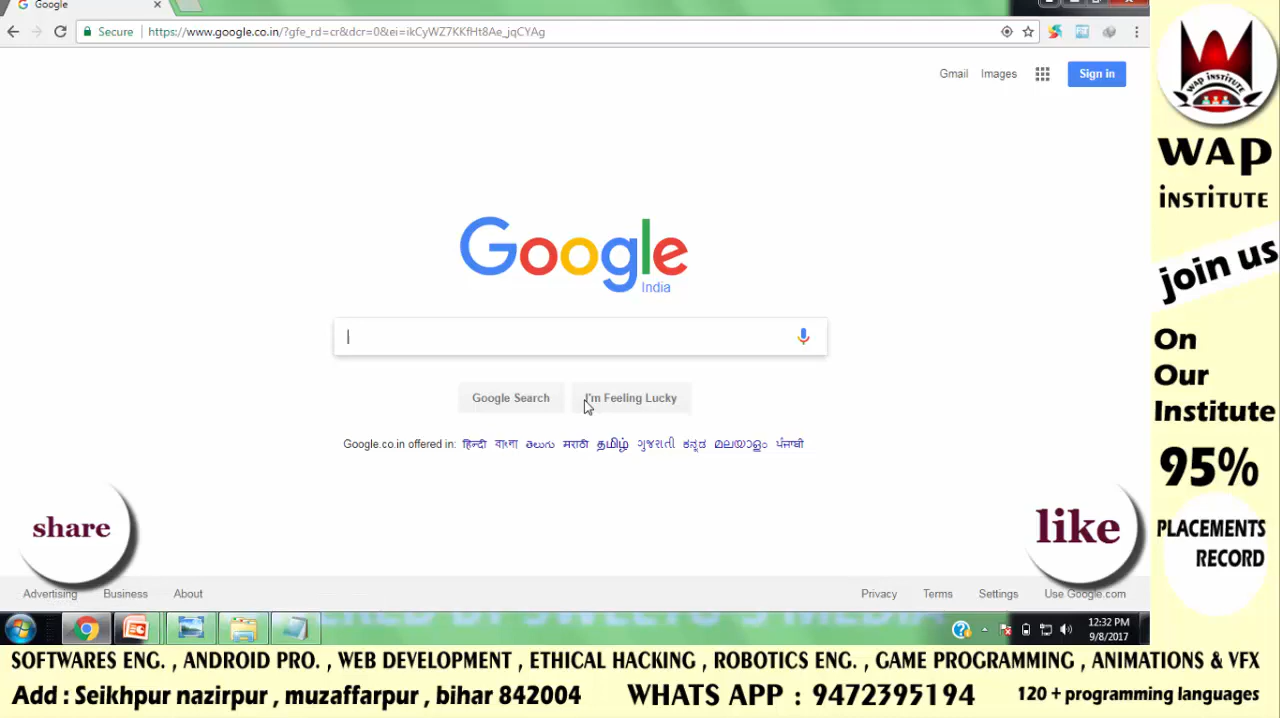 Google
Secure https://www.google.co.in/?gfe_rd=cr&dcr=0&ei=ikCyWZ7KKfHt8Ae_jqCYAg
Gmail Images Sign in
Google
India
Google Search I'm Feeling Lucky
Google.co.in offered in: हिन्दी বাংলা తెలుగు मराठी தமிழ் ગુજરાતી ಕನ್ನಡ മലയാളം ਪੰਜਾਬੀ
share
like
Advertising Business About
Privacy Terms Settings Use Google.com
12:32 PM
9/8/2017
WAP INSTITUTE
WAP
INSTITUTE
join us
On
Our
Institute
95%
PLACEMENTS
RECORD
SOFTWARES ENG. , ANDROID PRO. , WEB DEVELOPMENT , ETHICAL HACKING , ROBOTICS ENG. , GAME PROGRAMMING , ANIMATIONS & VFX
Add : Seikhpur nazirpur , muzaffarpur , bihar 842004 WHATS APP : 9472395194 120 + programming languages